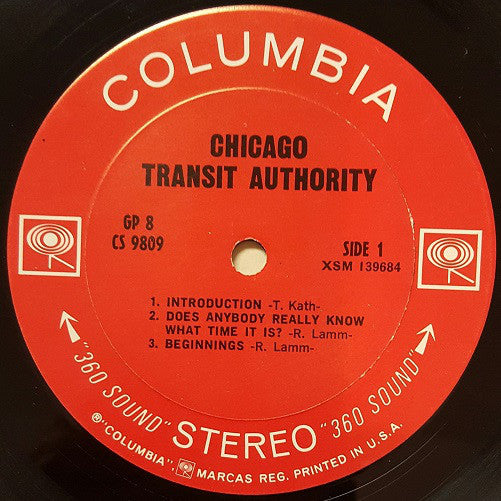 COLUMBIA
CHICAGO
TRANSIT AUTHORITY
GP 8
CS 9809
SIDE 1
XSM 139684
1. INTRODUCTION -T. Kath-
2. DOES ANYBODY REALLY KNOW
WHAT TIME IT IS? -R. Lamm-
3. BEGINNINGS -R. Lamm-
"360 SOUND" STEREO "360 SOUND"
®"COLUMBIA", MARCAS REG. PRINTED IN U.S.A.